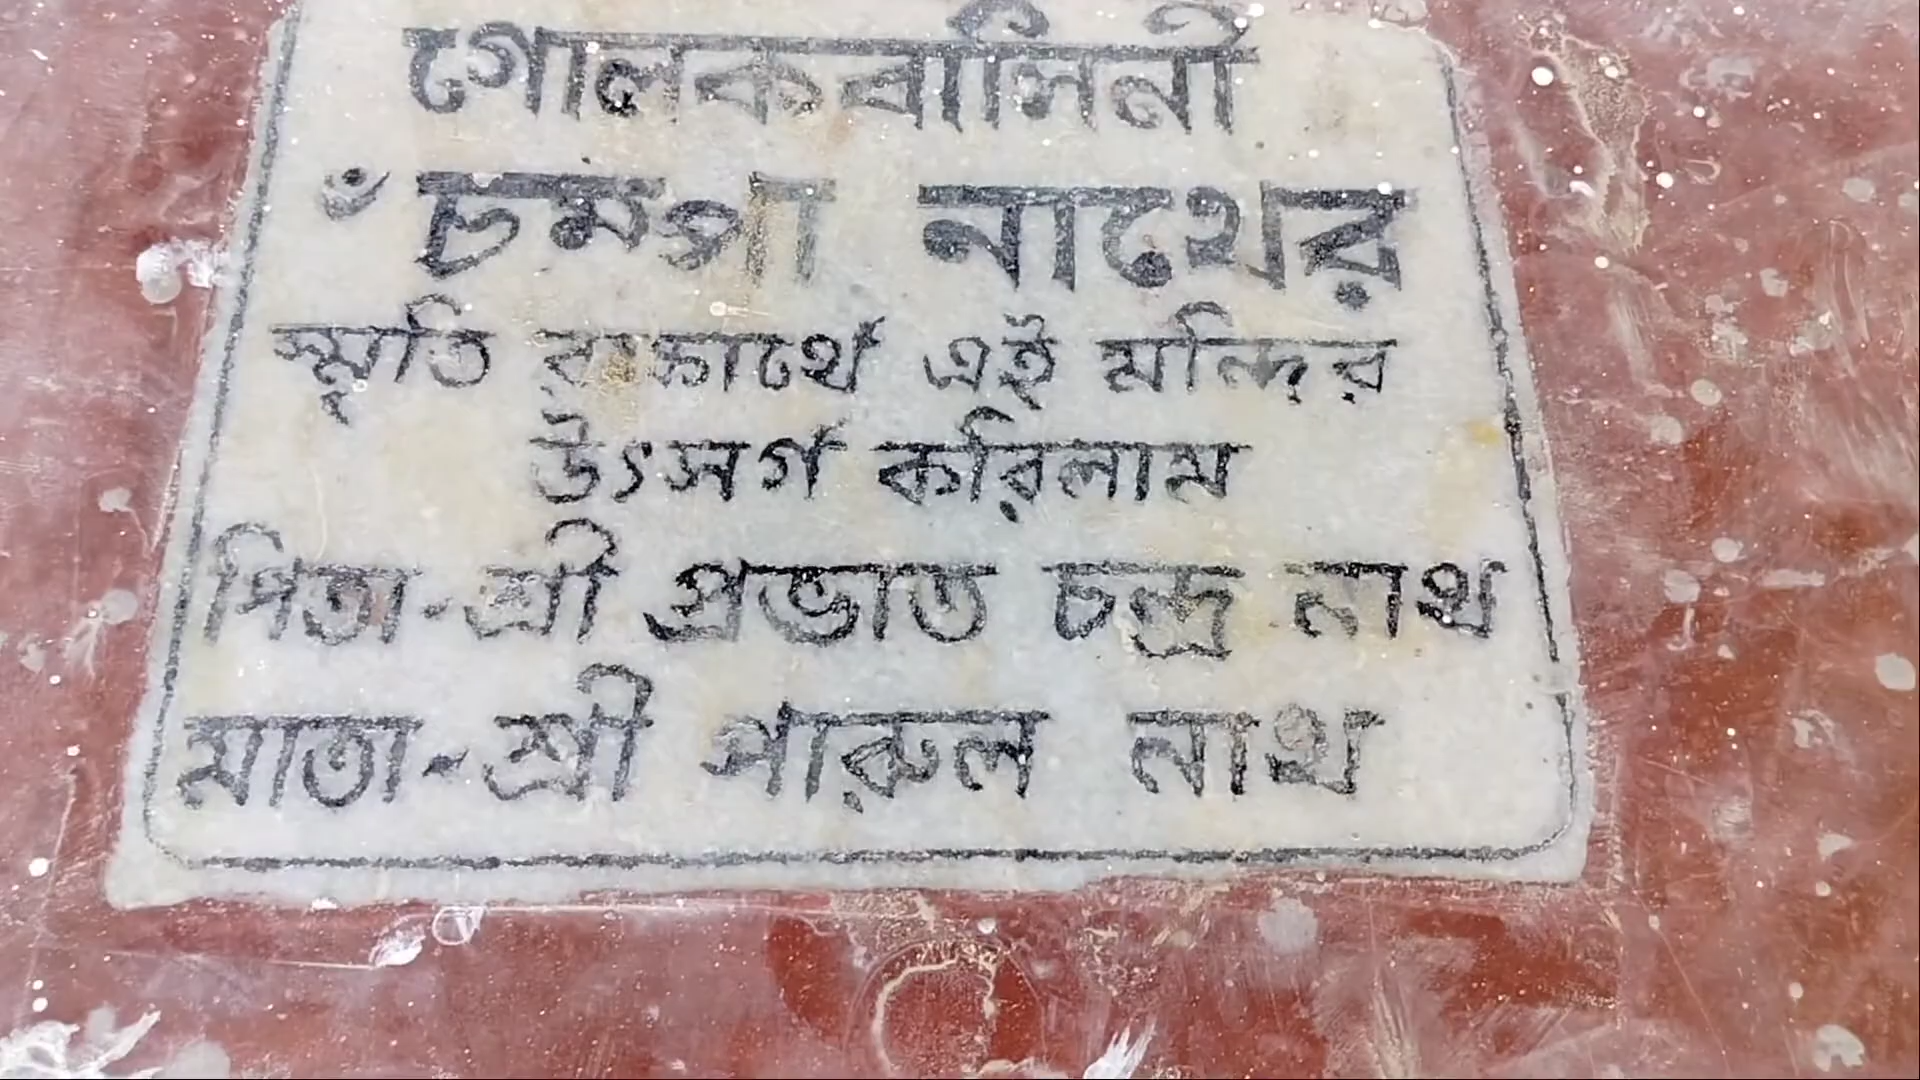 গোলকবাসিনী
ঁ চম্পা নাথের
স্মৃতি রক্ষার্থে এই মন্দির
উৎসর্গ করিলাম
পিতা-শ্রী প্রভাত চন্দ্র নাথ
মাতা-শ্রী পারুল নাথ